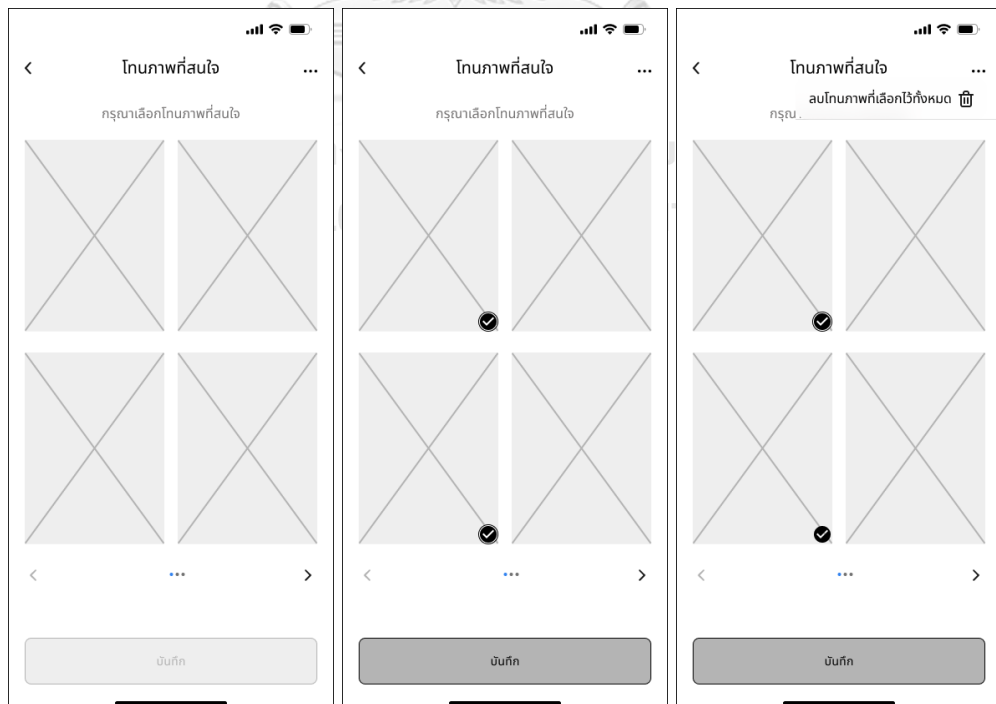 โทนภาพที่สนใจ
กรุณาเลือกโทนภาพที่สนใจ
บันทึก
โทนภาพที่สนใจ
กรุณาเลือกโทนภาพที่สนใจ
บันทึก
โทนภาพที่สนใจ
ลบโทนภาพที่เลือกไว้ทั้งหมด
กรุณ
บันทึก